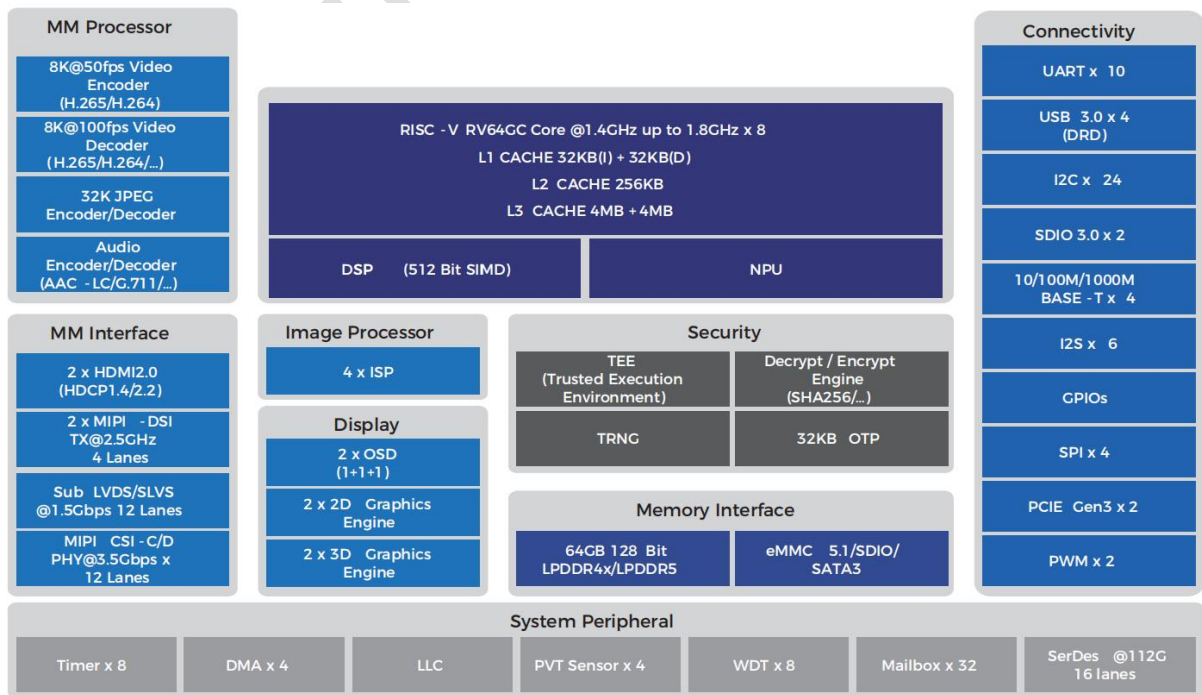 MM Processor
8K@50fps Video
Encoder
(H.265/H.264)
8K@100fps Video
Decoder
(H.265/H.264/...)
32K JPEG
Encoder/Decoder
Audio
Encoder/Decoder
(AAC -LC/G.711/...)
RISC -V RV64GC Core @1.4GHz up to 1.8GHz x 8
L1 CACHE 32KB(I) + 32KB(D)
L2 CACHE 256KB
L3 CACHE 4MB +4MB
DSP (512 Bit SIMD)
NPU
Connectivity
UART x 10
USB 3.0 x 4
(DRD)
I2C x 24
SDIO 3.0 x 2
10/100M/1000M
BASE -T x 4
I2S x 6
GPIOs
SPI x 4
PCIE Gen3 x 2
PWM x 2
MM Interface
2 x HDMI2.0
(HDCP1.4/2.2)
2 x MIPI -DSI
TX@2.5GHz
4 Lanes
Sub LVDS/SLVS
@1.5Gbps 12 Lanes
MIPI CSI -C/D
PHY@3.5Gbps x
12 Lanes
Image Processor
4 x ISP
Display
2 x OSD
(1+1+1)
2 x 2D Graphics
Engine
2 x 3D Graphics
Engine
Security
TEE
(Trusted Execution
Environment)
Decrypt / Encrypt
Engine
(SHA256/...)
TRNG
32KB OTP
Memory Interface
64GB 128 Bit
LPDDR4x/LPDDR5
eMMC 5.1/SDIO/
SATA3
System Peripheral
Timer x 8
DMA x 4
LLC
PVT Sensor x 4
WDT x 8
Mailbox x 32
SerDes @112G
16 lanes